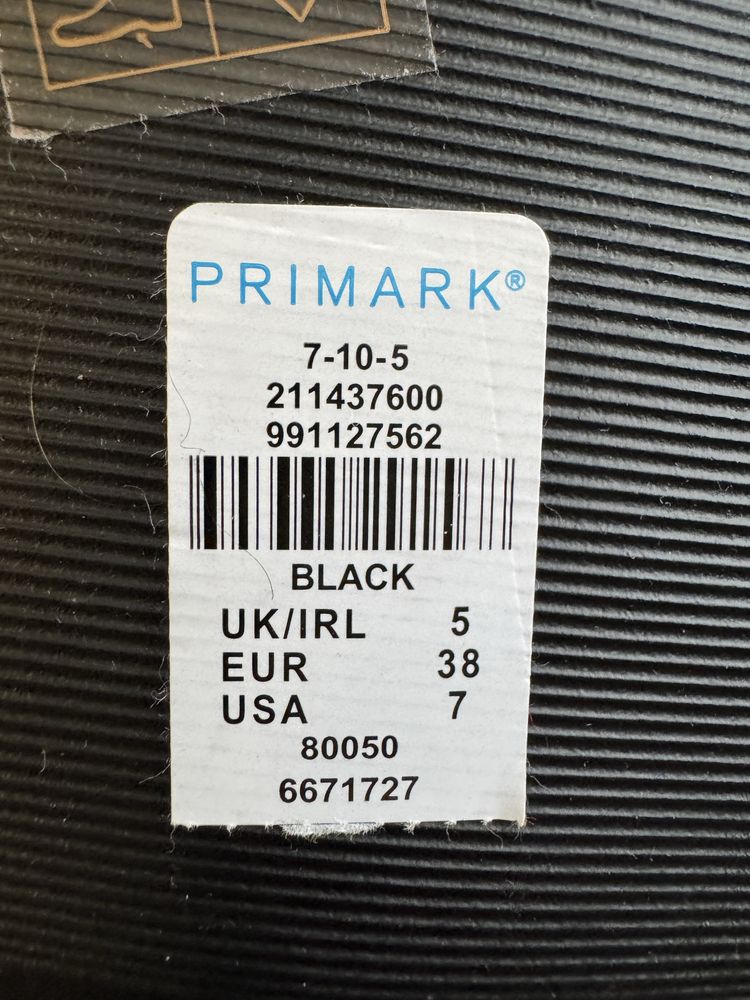 PRIMARK®
7-10-5
211437600
991127562
BLACK
UK/IRL 5
EUR 38
USA 7
80050
6671727